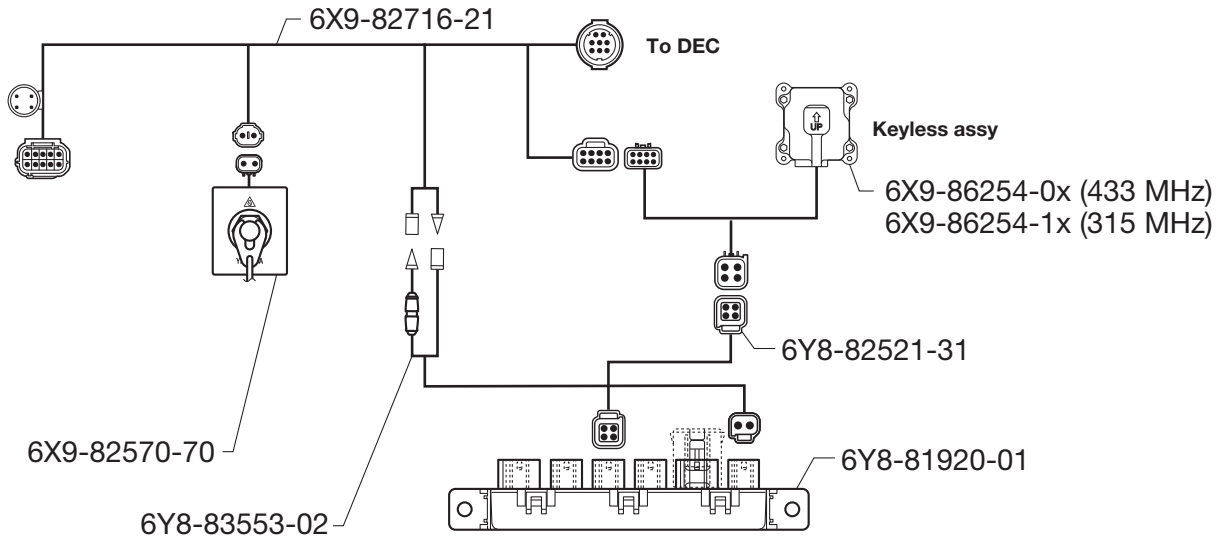 6X9-82716-21
To DEC
UP
Keyless assy
6X9-86254-0x (433 MHz)
6X9-86254-1x (315 MHz)
6Y8-82521-31
6X9-82570-70
6Y8-81920-01
6Y8-83553-02